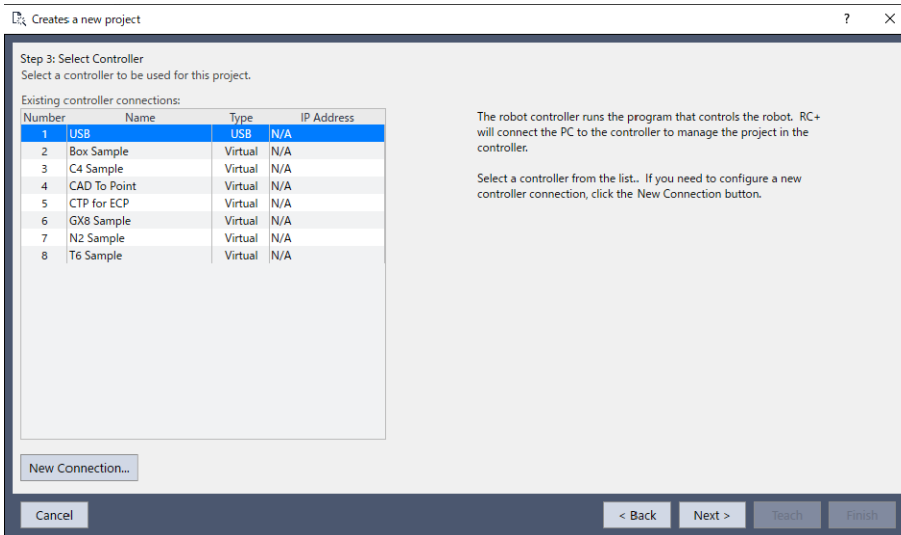 Creates a new project
Step 3: Select Controller
Select a controller to be used for this project.
Existing controller connections:
Number Name Type IP Address
1 USB USB N/A
2 Box Sample Virtual N/A
3 C4 Sample Virtual N/A
4 CAD To Point Virtual N/A
5 CTP for ECP Virtual N/A
6 GX8 Sample Virtual N/A
7 N2 Sample Virtual N/A
8 T6 Sample Virtual N/A
The robot controller runs the program that controls the robot. RC+
will connect the PC to the controller to manage the project in the
controller.
Select a controller from the list.. If you need to configure a new
controller connection, click the New Connection button.
New Connection...
Cancel
< Back
Next >
Teach
Finish